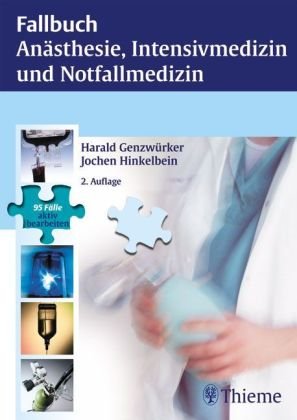 Fallbuch
Anästhesie, Intensivmedizin
und Notfallmedizin
Harald Genzwürker
Jochen Hinkelbein
2. Auflage
95 Fälle
aktiv
bearbeiten
Thieme